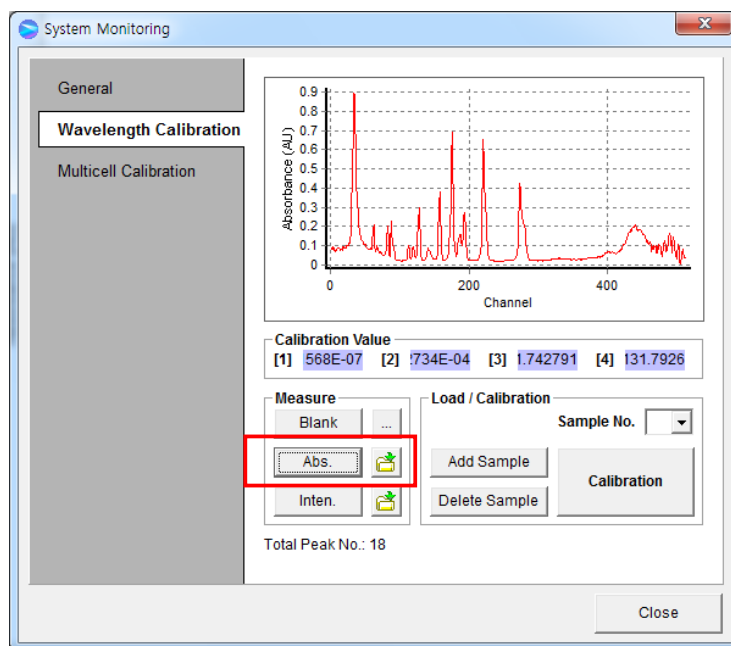 System Monitoring
General
Wavelength Calibration
Multicell Calibration
Absorbance (AU)
0.9
0.8
0.7
0.6
0.5
0.4
0.3
0.2
0.1
0
0 200 400
Channel
Calibration Value
[1] 568E-07 [2] 2734E-04 [3] 1.742791 [4] 131.7926
Measure
Blank ...
Abs.
Inten.
Load / Calibration
Sample No.
Add Sample
Delete Sample
Calibration
Total Peak No.: 18
Close